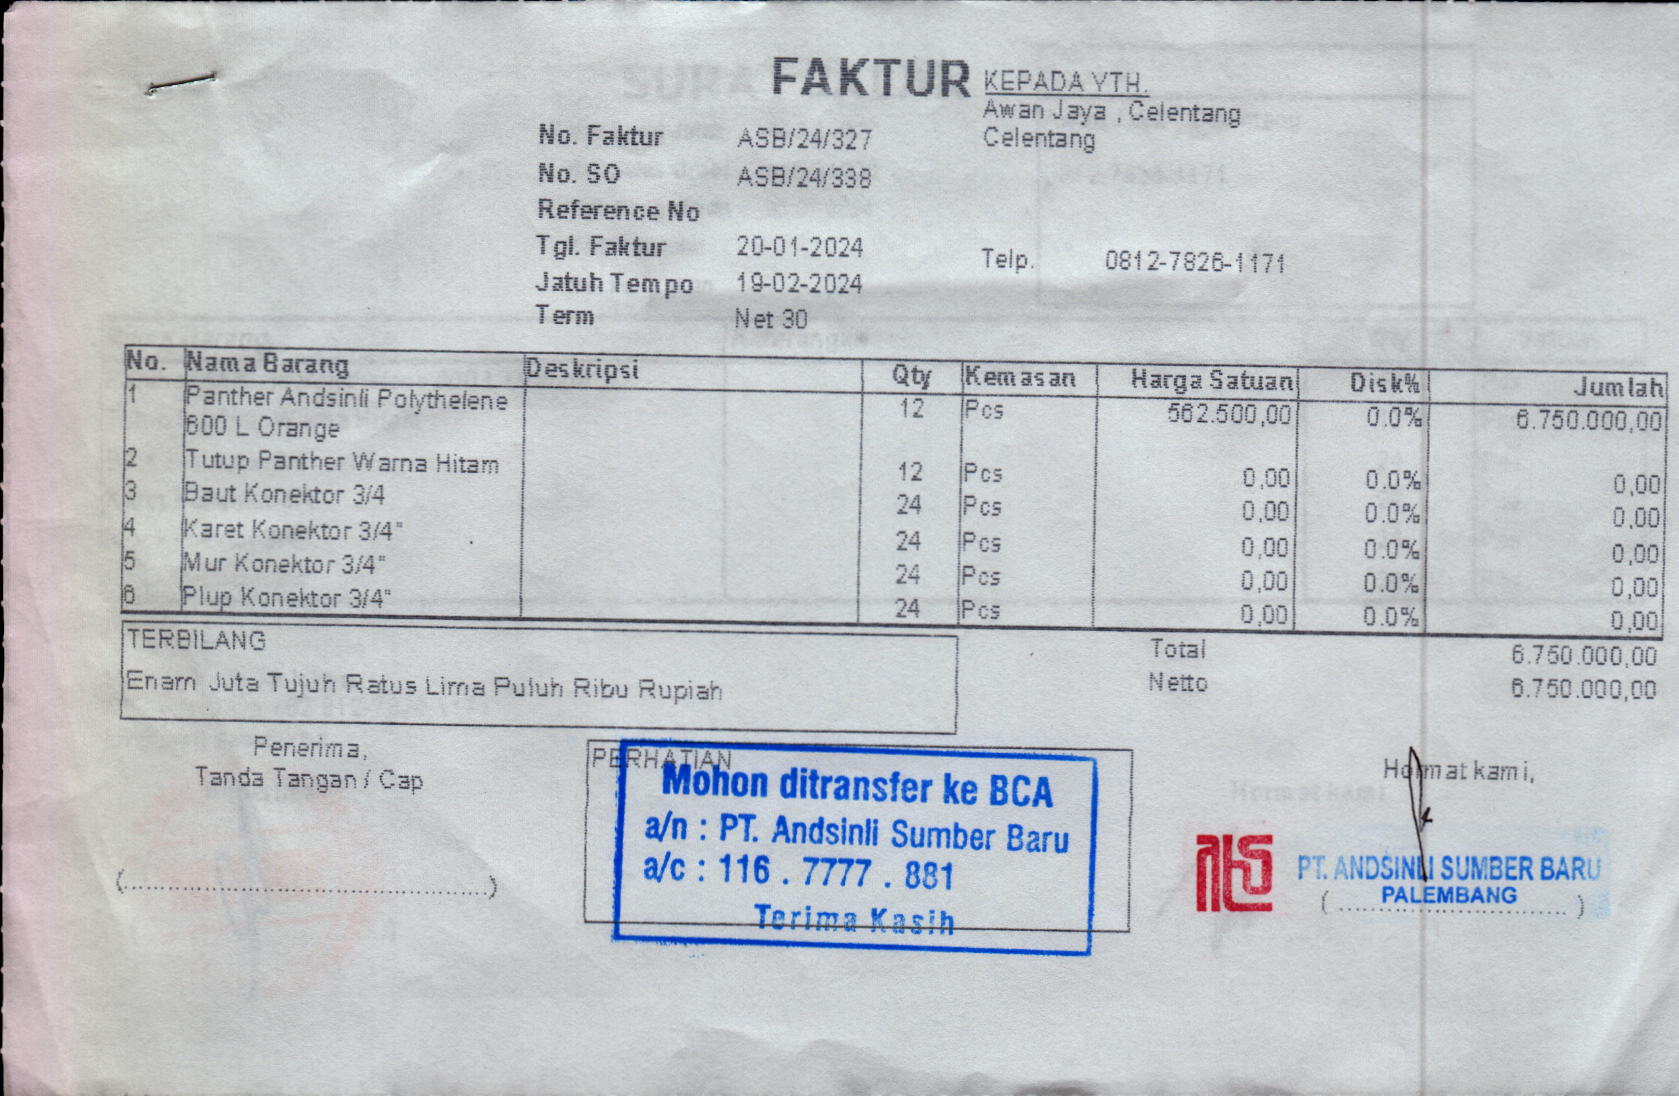 FAKTUR
KEPADA YTH.
Awan Jaya , Celentang
Celentang
No. Faktur ASB/24/327
No. SO ASB/24/338
Reference No
Tgl. Faktur 20-01-2024
Telp. 0812-7826-1171
Jatuh Tempo 19-02-2024
Term Net 30
No. Nama Barang Deskripsi Qty Kemasan Harga Satuan Disk% Jumlah
1 Panther Andsinli Polythelene 12 Pcs 562.500,00 0.0% 6.750.000,00
600 L Orange
2 Tutup Panther Warna Hitam 12 Pcs 0,00 0.0% 0,00
3 Baut Konektor 3/4 24 Pcs 0,00 0.0% 0,00
4 Karet Konektor 3/4" 24 Pcs 0,00 0.0% 0,00
5 Mur Konektor 3/4" 24 Pcs 0,00 0.0% 0,00
6 Plup Konektor 3/4" 24 Pcs 0,00 0.0% 0,00
TERBILANG
Enam Juta Tujuh Ratus Lima Puluh Ribu Rupiah
Total 6.750.000,00
Netto 6.750.000,00
Penerima,
Tanda Tangan / Cap
(....................................................)
PERHATIAN
Mohon ditransfer ke BCA
a/n : PT. Andsinli Sumber Baru
a/c : 116 . 7777 . 881
Terima Kasih
Hormat kami,
PT. ANDSINLI SUMBER BARU
PALEMBANG
(................................)